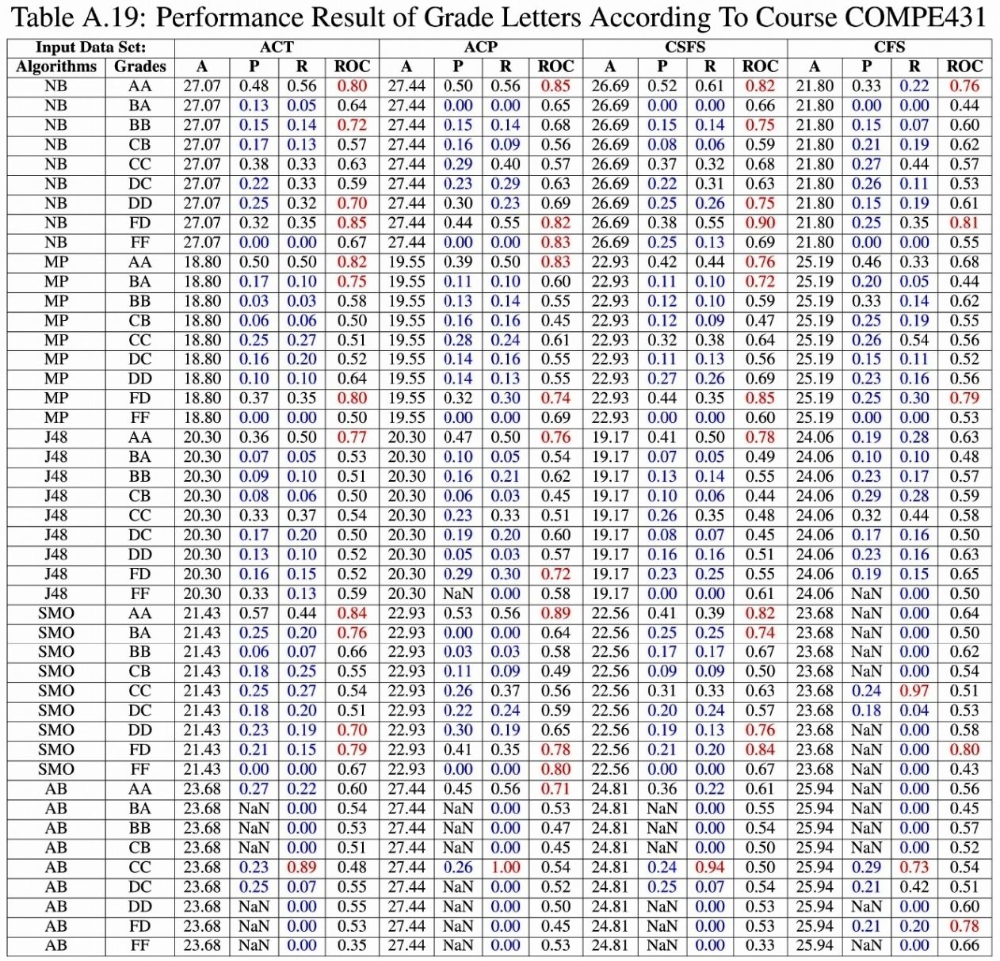 Table A.19: Performance Result of Grade Letters According To Course COMPE431
Input Data Set: ACT ACP CSFS CFS
Algorithms Grades A P R ROC A P R ROC A P R ROC A P R ROC
NB AA 27.07 0.48 0.56 0.80 27.44 0.50 0.56 0.85 26.69 0.52 0.61 0.82 21.80 0.33 0.22 0.76
NB BA 27.07 0.13 0.05 0.64 27.44 0.00 0.00 0.65 26.69 0.00 0.00 0.66 21.80 0.00 0.00 0.44
NB BB 27.07 0.15 0.14 0.72 27.44 0.15 0.14 0.68 26.69 0.15 0.14 0.75 21.80 0.15 0.07 0.60
NB CB 27.07 0.17 0.13 0.57 27.44 0.16 0.09 0.56 26.69 0.08 0.06 0.59 21.80 0.21 0.19 0.62
NB CC 27.07 0.38 0.33 0.63 27.44 0.29 0.40 0.57 26.69 0.37 0.32 0.68 21.80 0.27 0.44 0.57
NB DC 27.07 0.22 0.33 0.59 27.44 0.23 0.29 0.63 26.69 0.22 0.31 0.63 21.80 0.26 0.11 0.53
NB DD 27.07 0.25 0.32 0.70 27.44 0.30 0.23 0.69 26.69 0.25 0.26 0.75 21.80 0.15 0.19 0.61
NB FD 27.07 0.32 0.35 0.85 27.44 0.44 0.55 0.82 26.69 0.38 0.55 0.90 21.80 0.25 0.35 0.81
NB FF 27.07 0.00 0.00 0.67 27.44 0.00 0.00 0.83 26.69 0.25 0.13 0.69 21.80 0.00 0.00 0.55
MP AA 18.80 0.50 0.50 0.82 19.55 0.39 0.50 0.83 22.93 0.42 0.44 0.76 25.19 0.46 0.33 0.68
MP BA 18.80 0.17 0.10 0.75 19.55 0.11 0.10 0.60 22.93 0.11 0.10 0.72 25.19 0.20 0.05 0.44
MP BB 18.80 0.03 0.03 0.58 19.55 0.13 0.14 0.55 22.93 0.12 0.10 0.59 25.19 0.33 0.14 0.62
MP CB 18.80 0.06 0.06 0.50 19.55 0.16 0.16 0.45 22.93 0.12 0.09 0.47 25.19 0.25 0.19 0.55
MP CC 18.80 0.25 0.27 0.51 19.55 0.28 0.24 0.61 22.93 0.32 0.38 0.64 25.19 0.26 0.54 0.56
MP DC 18.80 0.16 0.20 0.52 19.55 0.14 0.16 0.55 22.93 0.11 0.13 0.56 25.19 0.15 0.11 0.52
MP DD 18.80 0.10 0.10 0.64 19.55 0.14 0.13 0.55 22.93 0.27 0.26 0.69 25.19 0.23 0.16 0.56
MP FD 18.80 0.37 0.35 0.80 19.55 0.32 0.30 0.74 22.93 0.44 0.35 0.85 25.19 0.25 0.30 0.79
MP FF 18.80 0.00 0.00 0.50 19.55 0.00 0.00 0.69 22.93 0.00 0.00 0.60 25.19 0.00 0.00 0.53
J48 AA 20.30 0.36 0.50 0.77 20.30 0.47 0.50 0.76 19.17 0.41 0.50 0.78 24.06 0.19 0.28 0.63
J48 BA 20.30 0.07 0.05 0.53 20.30 0.10 0.05 0.54 19.17 0.07 0.05 0.49 24.06 0.10 0.10 0.48
J48 BB 20.30 0.09 0.10 0.51 20.30 0.16 0.21 0.62 19.17 0.13 0.14 0.55 24.06 0.23 0.17 0.57
J48 CB 20.30 0.08 0.06 0.50 20.30 0.06 0.03 0.45 19.17 0.10 0.06 0.44 24.06 0.29 0.28 0.59
J48 CC 20.30 0.33 0.37 0.54 20.30 0.23 0.33 0.51 19.17 0.26 0.35 0.48 24.06 0.32 0.44 0.58
J48 DC 20.30 0.17 0.20 0.50 20.30 0.19 0.20 0.60 19.17 0.08 0.07 0.45 24.06 0.17 0.16 0.50
J48 DD 20.30 0.13 0.10 0.52 20.30 0.05 0.03 0.57 19.17 0.16 0.16 0.51 24.06 0.23 0.16 0.63
J48 FD 20.30 0.16 0.15 0.52 20.30 0.29 0.30 0.72 19.17 0.23 0.25 0.55 24.06 0.19 0.15 0.65
J48 FF 20.30 0.33 0.13 0.59 20.30 NaN 0.00 0.58 19.17 0.00 0.00 0.61 24.06 NaN 0.00 0.50
SMO AA 21.43 0.57 0.44 0.84 22.93 0.53 0.56 0.89 22.56 0.41 0.39 0.82 23.68 NaN 0.00 0.64
SMO BA 21.43 0.25 0.20 0.76 22.93 0.00 0.00 0.64 22.56 0.25 0.25 0.74 23.68 NaN 0.00 0.50
SMO BB 21.43 0.06 0.07 0.66 22.93 0.03 0.03 0.58 22.56 0.17 0.17 0.67 23.68 NaN 0.00 0.62
SMO CB 21.43 0.18 0.25 0.55 22.93 0.11 0.09 0.49 22.56 0.09 0.09 0.50 23.68 NaN 0.00 0.54
SMO CC 21.43 0.25 0.27 0.54 22.93 0.26 0.37 0.56 22.56 0.31 0.33 0.63 23.68 0.24 0.97 0.51
SMO DC 21.43 0.18 0.20 0.51 22.93 0.22 0.24 0.59 22.56 0.20 0.24 0.57 23.68 0.18 0.04 0.53
SMO DD 21.43 0.23 0.19 0.70 22.93 0.30 0.19 0.65 22.56 0.19 0.13 0.76 23.68 NaN 0.00 0.58
SMO FD 21.43 0.21 0.15 0.79 22.93 0.41 0.35 0.78 22.56 0.21 0.20 0.84 23.68 NaN 0.00 0.80
SMO FF 21.43 0.00 0.00 0.67 22.93 0.00 0.00 0.80 22.56 0.00 0.00 0.67 23.68 NaN 0.00 0.43
AB AA 23.68 0.27 0.22 0.60 27.44 0.45 0.56 0.71 24.81 0.36 0.22 0.61 25.94 NaN 0.00 0.56
AB BA 23.68 NaN 0.00 0.54 27.44 NaN 0.00 0.53 24.81 NaN 0.00 0.55 25.94 NaN 0.00 0.45
AB BB 23.68 NaN 0.00 0.53 27.44 NaN 0.00 0.47 24.81 NaN 0.00 0.54 25.94 NaN 0.00 0.57
AB CB 23.68 NaN 0.00 0.51 27.44 NaN 0.00 0.45 24.81 NaN 0.00 0.50 25.94 NaN 0.00 0.52
AB CC 23.68 0.23 0.89 0.48 27.44 0.26 1.00 0.54 24.81 0.24 0.94 0.50 25.94 0.29 0.73 0.54
AB DC 23.68 0.25 0.07 0.55 27.44 NaN 0.00 0.52 24.81 0.25 0.07 0.54 25.94 0.21 0.42 0.51
AB DD 23.68 NaN 0.00 0.55 27.44 NaN 0.00 0.50 24.81 NaN 0.00 0.53 25.94 NaN 0.00 0.60
AB FD 23.68 NaN 0.00 0.53 27.44 NaN 0.00 0.45 24.81 NaN 0.00 0.53 25.94 0.21 0.20 0.78
AB FF 23.68 NaN 0.00 0.35 27.44 NaN 0.00 0.53 24.81 NaN 0.00 0.33 25.94 NaN 0.00 0.66